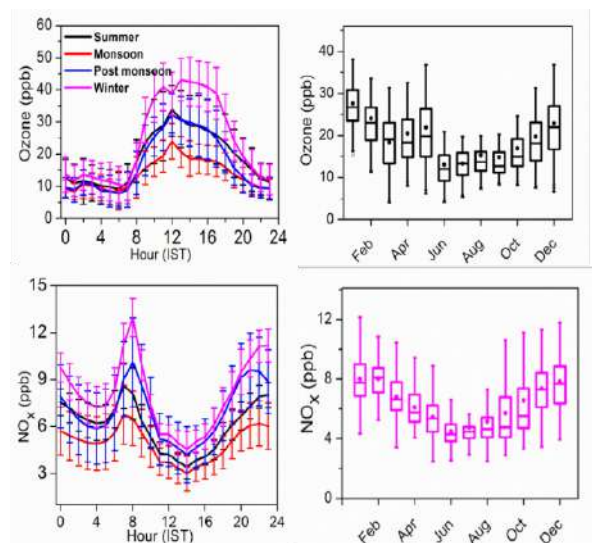 60
50
40
30
20
10
0
Ozone (ppb)
Summer
Monsoon
Post monsoon
Winter
0 4 8 12 16 20 24
Hour (IST)
45
30
15
0
Ozone (ppb)
Feb Apr Jun Aug Oct Dec
15
12
9
6
3
NOx (ppb)
0 4 8 12 16 20 24
Hour (IST)
12
8
4
0
NOx (ppb)
Feb Apr Jun Aug Oct Dec